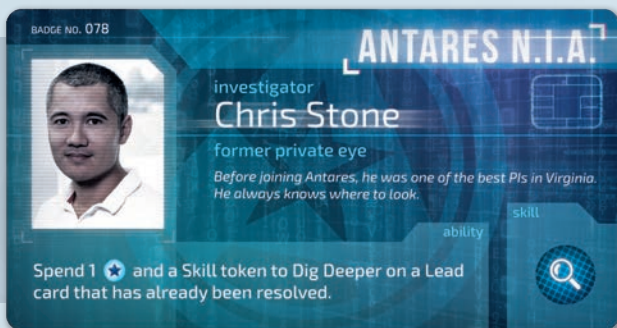 BADGE NO. 078
ANTARES N.I.A.
investigator
Chris Stone
former private eye
Before joining Antares, he was one of the best PIs in Virginia.
He always knows where to look.
skill
ability
Spend 1 and a Skill token to Dig Deeper on a Lead
card that has already been resolved.